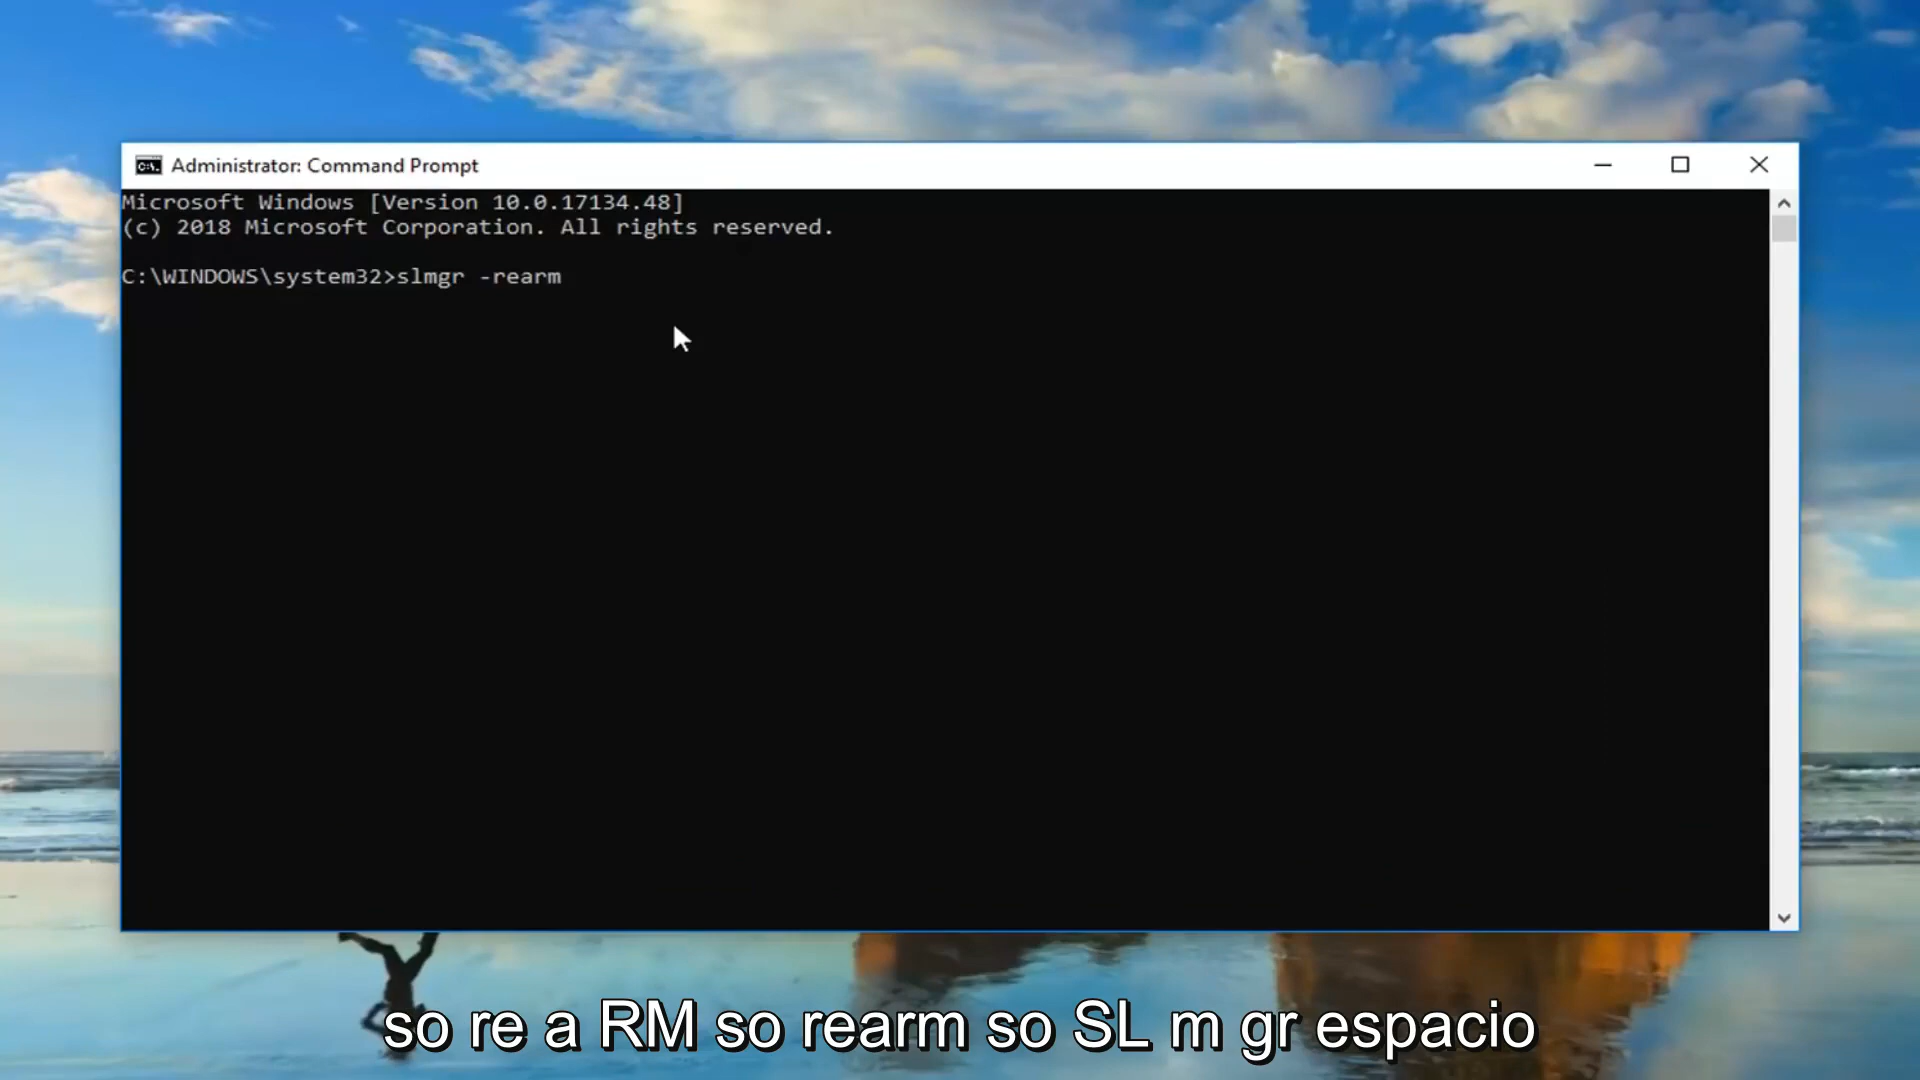 Administrator: Command Prompt
Microsoft Windows [Version 10.0.17134.48]
(c) 2018 Microsoft Corporation. All rights reserved.
C:\WINDOWS\system32>slmgr -rearm
so re a RM so rearm so SL m gr espacio